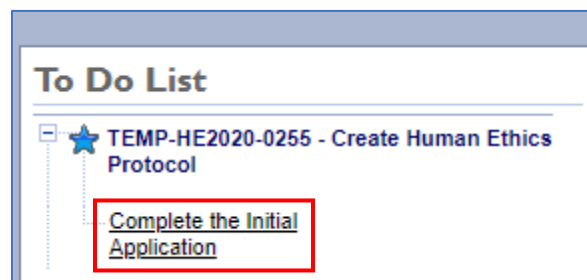 To Do List
TEMP-HE2020-0255 - Create Human Ethics
Protocol
Complete the Initial
Application